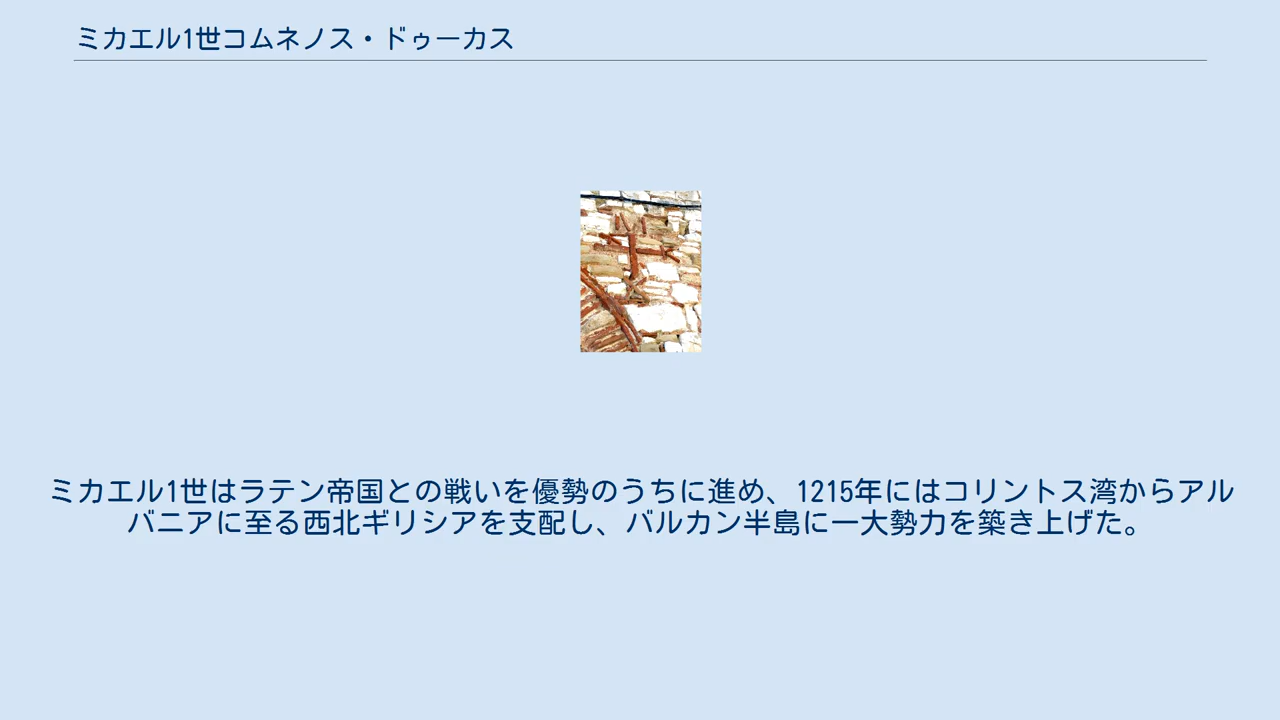 ミカエル1世コムネノス・ドゥーカス
ミカエル1世はラテン帝国との戦いを優勢のうちに進め、1215年にはコリントス湾からアル
バニアに至る西北ギリシアを支配し、バルカン半島に一大勢力を築き上げた。